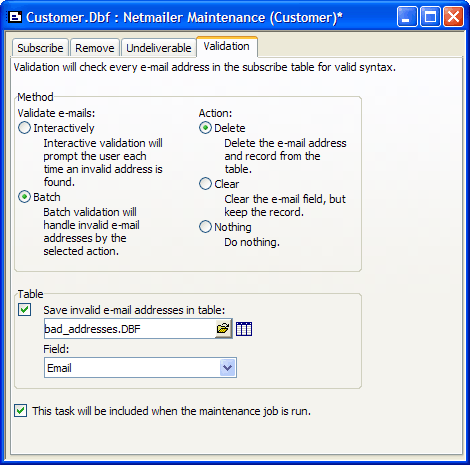 Customer.Dbf : Netmailer Maintenance (Customer)*
Subscribe Remove Undeliverable Validation
Validation will check every e-mail address in the subscribe table for valid syntax.
Method
Validate e-mails:
Interactively
Interactive validation will
prompt the user each
time an invalid address is
found.
Batch
Batch validation will
handle invalid e-mail
addresses by the
selected action.
Action:
Delete
Delete the e-mail address
and record from the
table.
Clear
Clear the e-mail field, but
keep the record.
Nothing
Do nothing.
Table
Save invalid e-mail addresses in table:
bad_addresses.DBF
Field:
Email
This task will be included when the maintenance job is run.